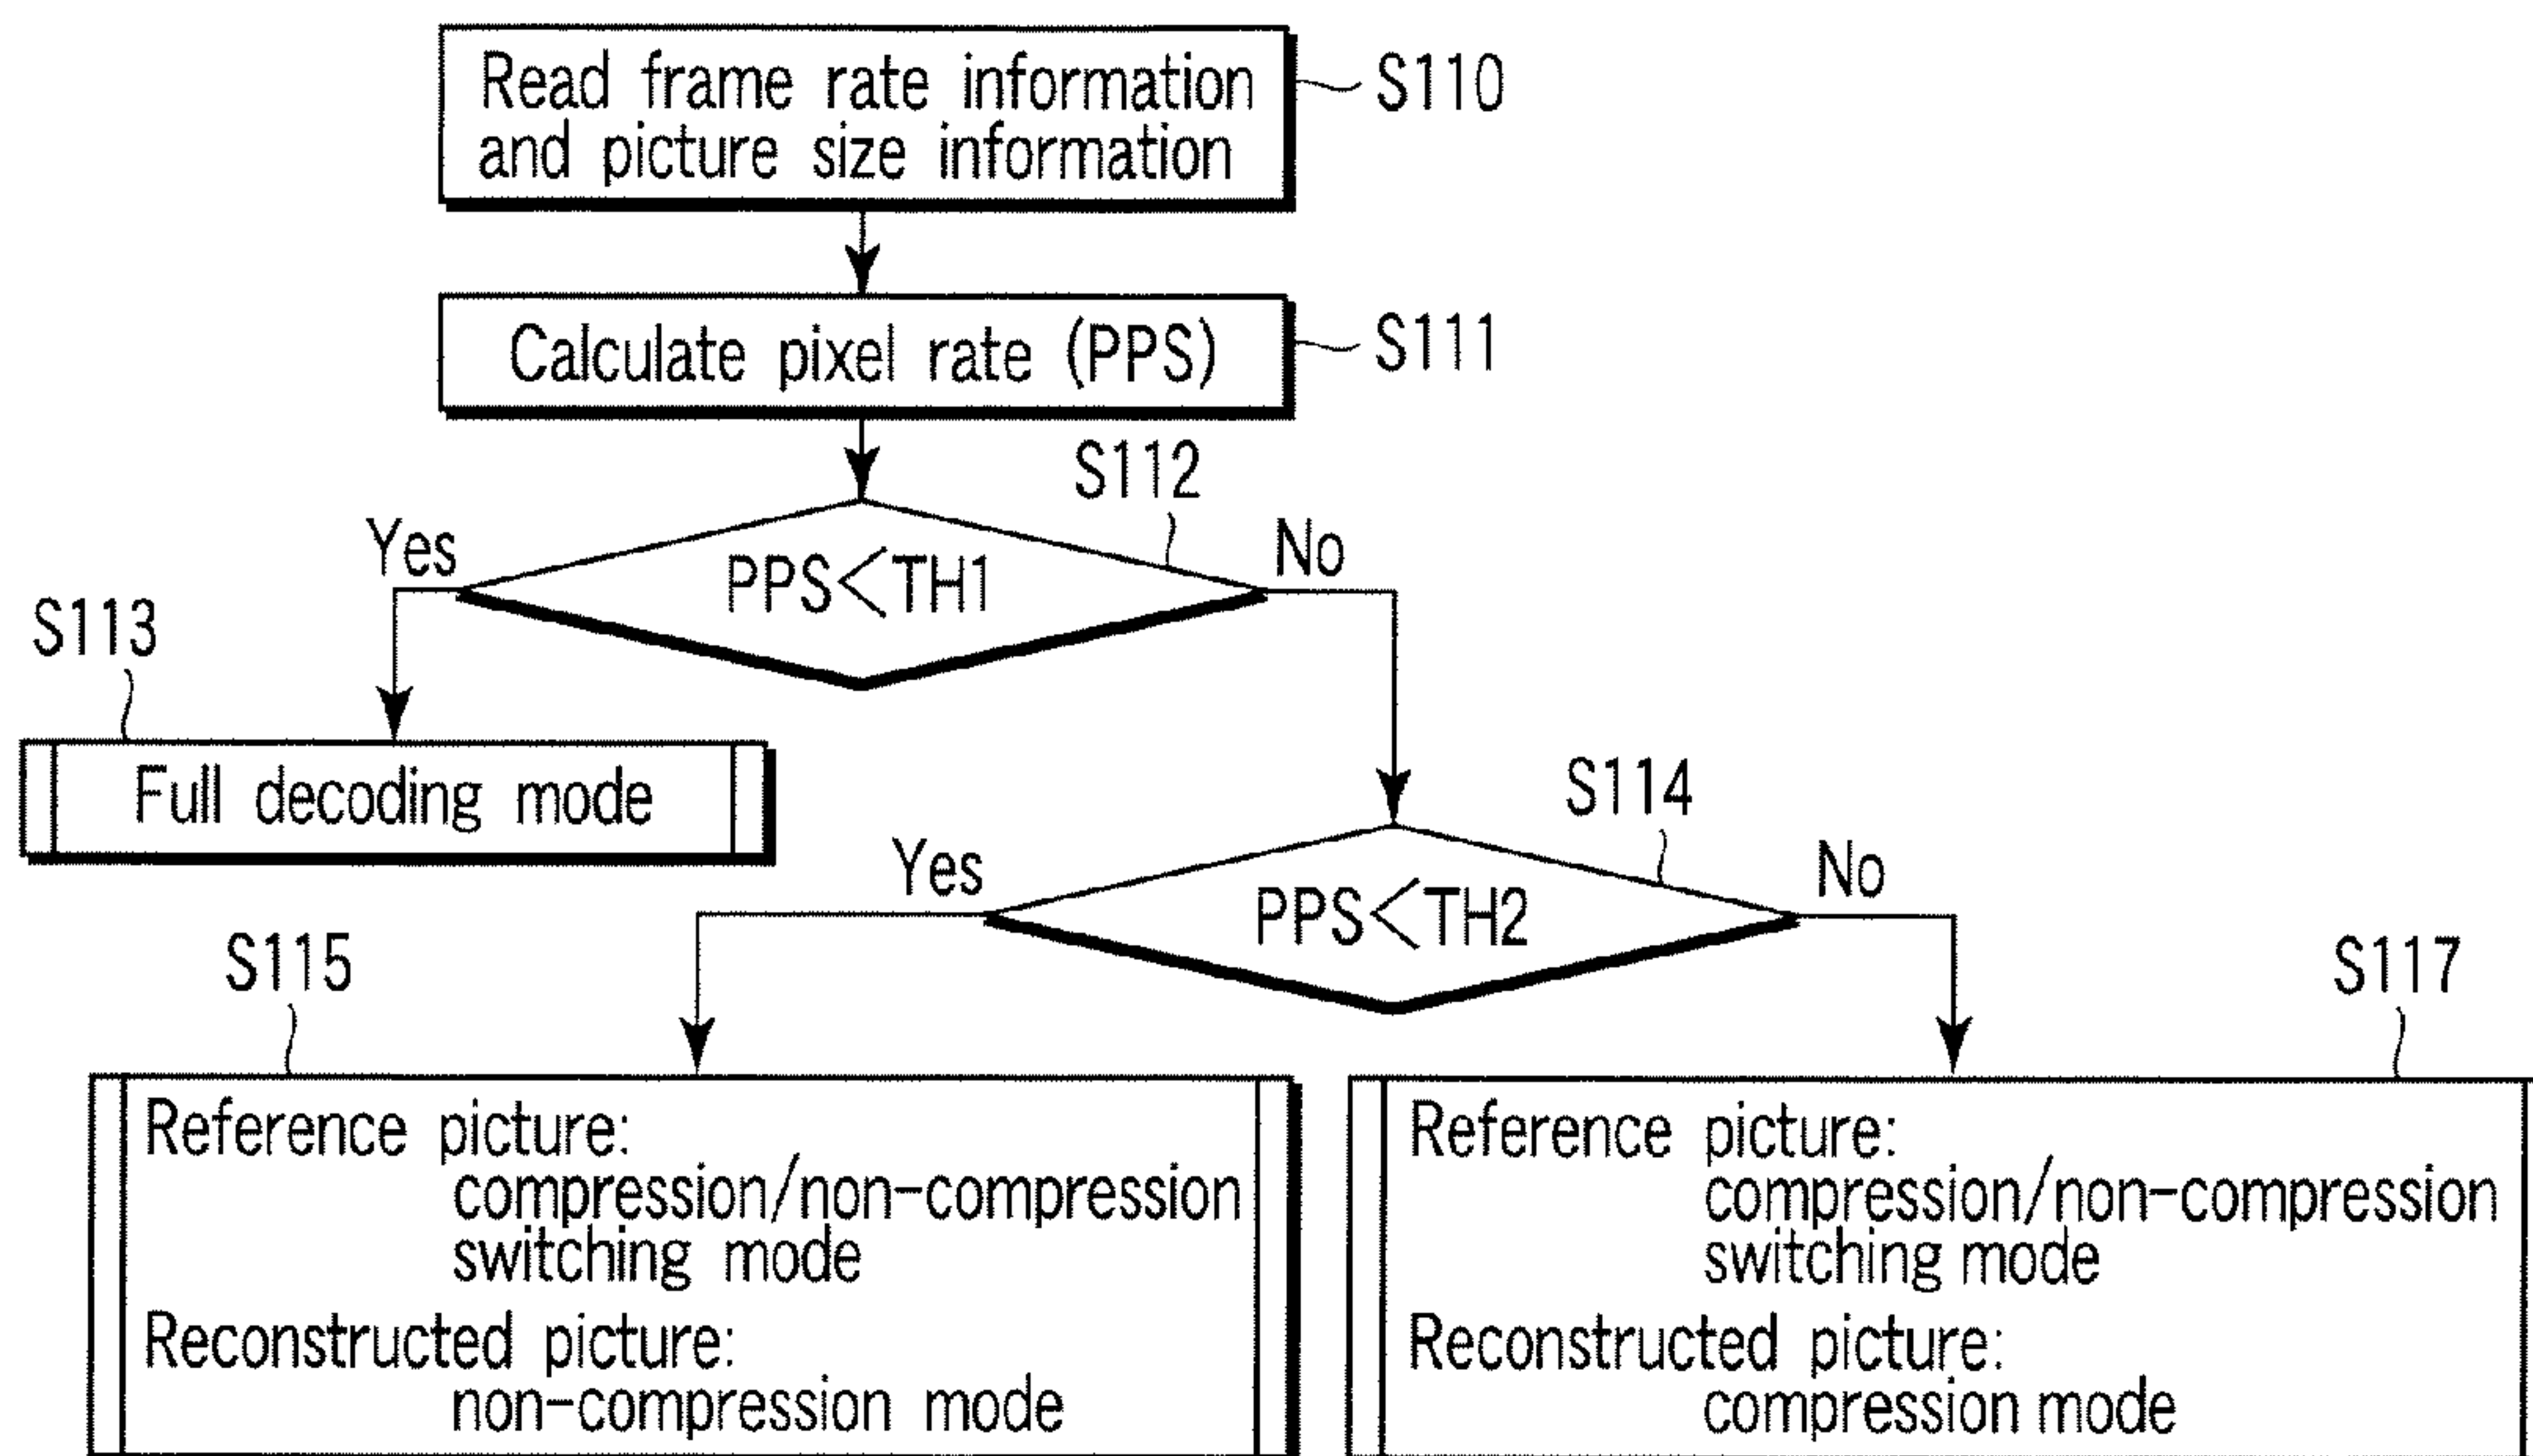 Read frame rate information
and picture size information
S110
Calculate pixel rate (PPS)
S111
S112
Yes
PPS<TH1
No
S113
Full decoding mode
S114
Yes
PPS<TH2
No
S115
Reference picture:
compression/non-compression
switching mode
Reconstructed picture:
non-compression mode
S117
Reference picture:
compression/non-compression
switching mode
Reconstructed picture:
compression mode